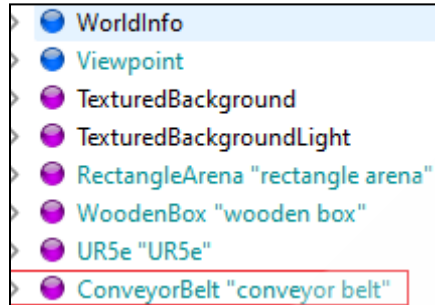 WorldInfo
Viewpoint
TexturedBackground
TexturedBackgroundLight
RectangleArena "rectangle arena"
WoodenBox "wooden box"
UR5e "UR5e"
ConveyorBelt "conveyor belt"